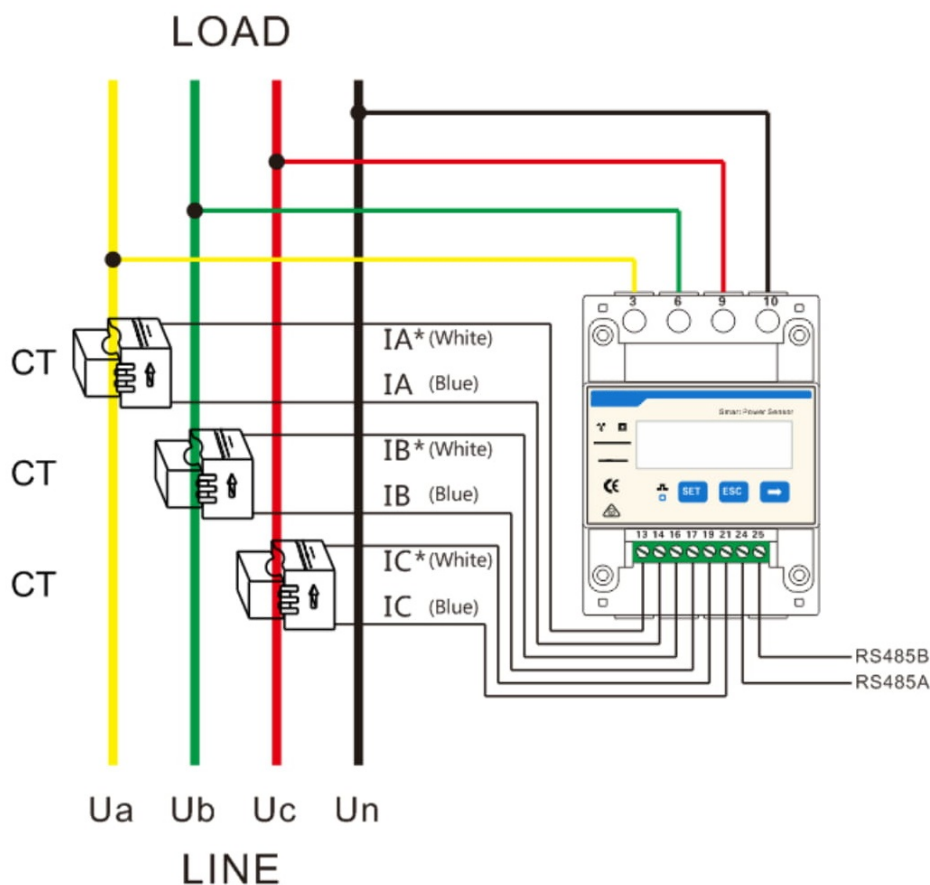 LOAD
3 6 9 10
CT
IA* (White)
IA (Blue)
Smart Power Sensor
CT
IB* (White)
IB (Blue)
CE
SET ESC
13 14 16 17 19 21 24 25
CT
IC* (White)
IC (Blue)
RS485B
RS485A
Ua Ub Uc Un
LINE